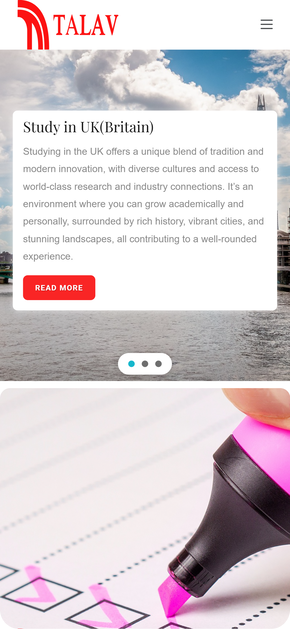 TALAV
Study in UK(Britain)
Studying in the UK offers a unique blend of tradition and
modern innovation, with diverse cultures and access to
world-class research and industry connections. It's an
environment where you can grow academically and
personally, surrounded by rich history, vibrant cities, and
stunning landscapes, all contributing to a well-rounded
experience.
READ MORE